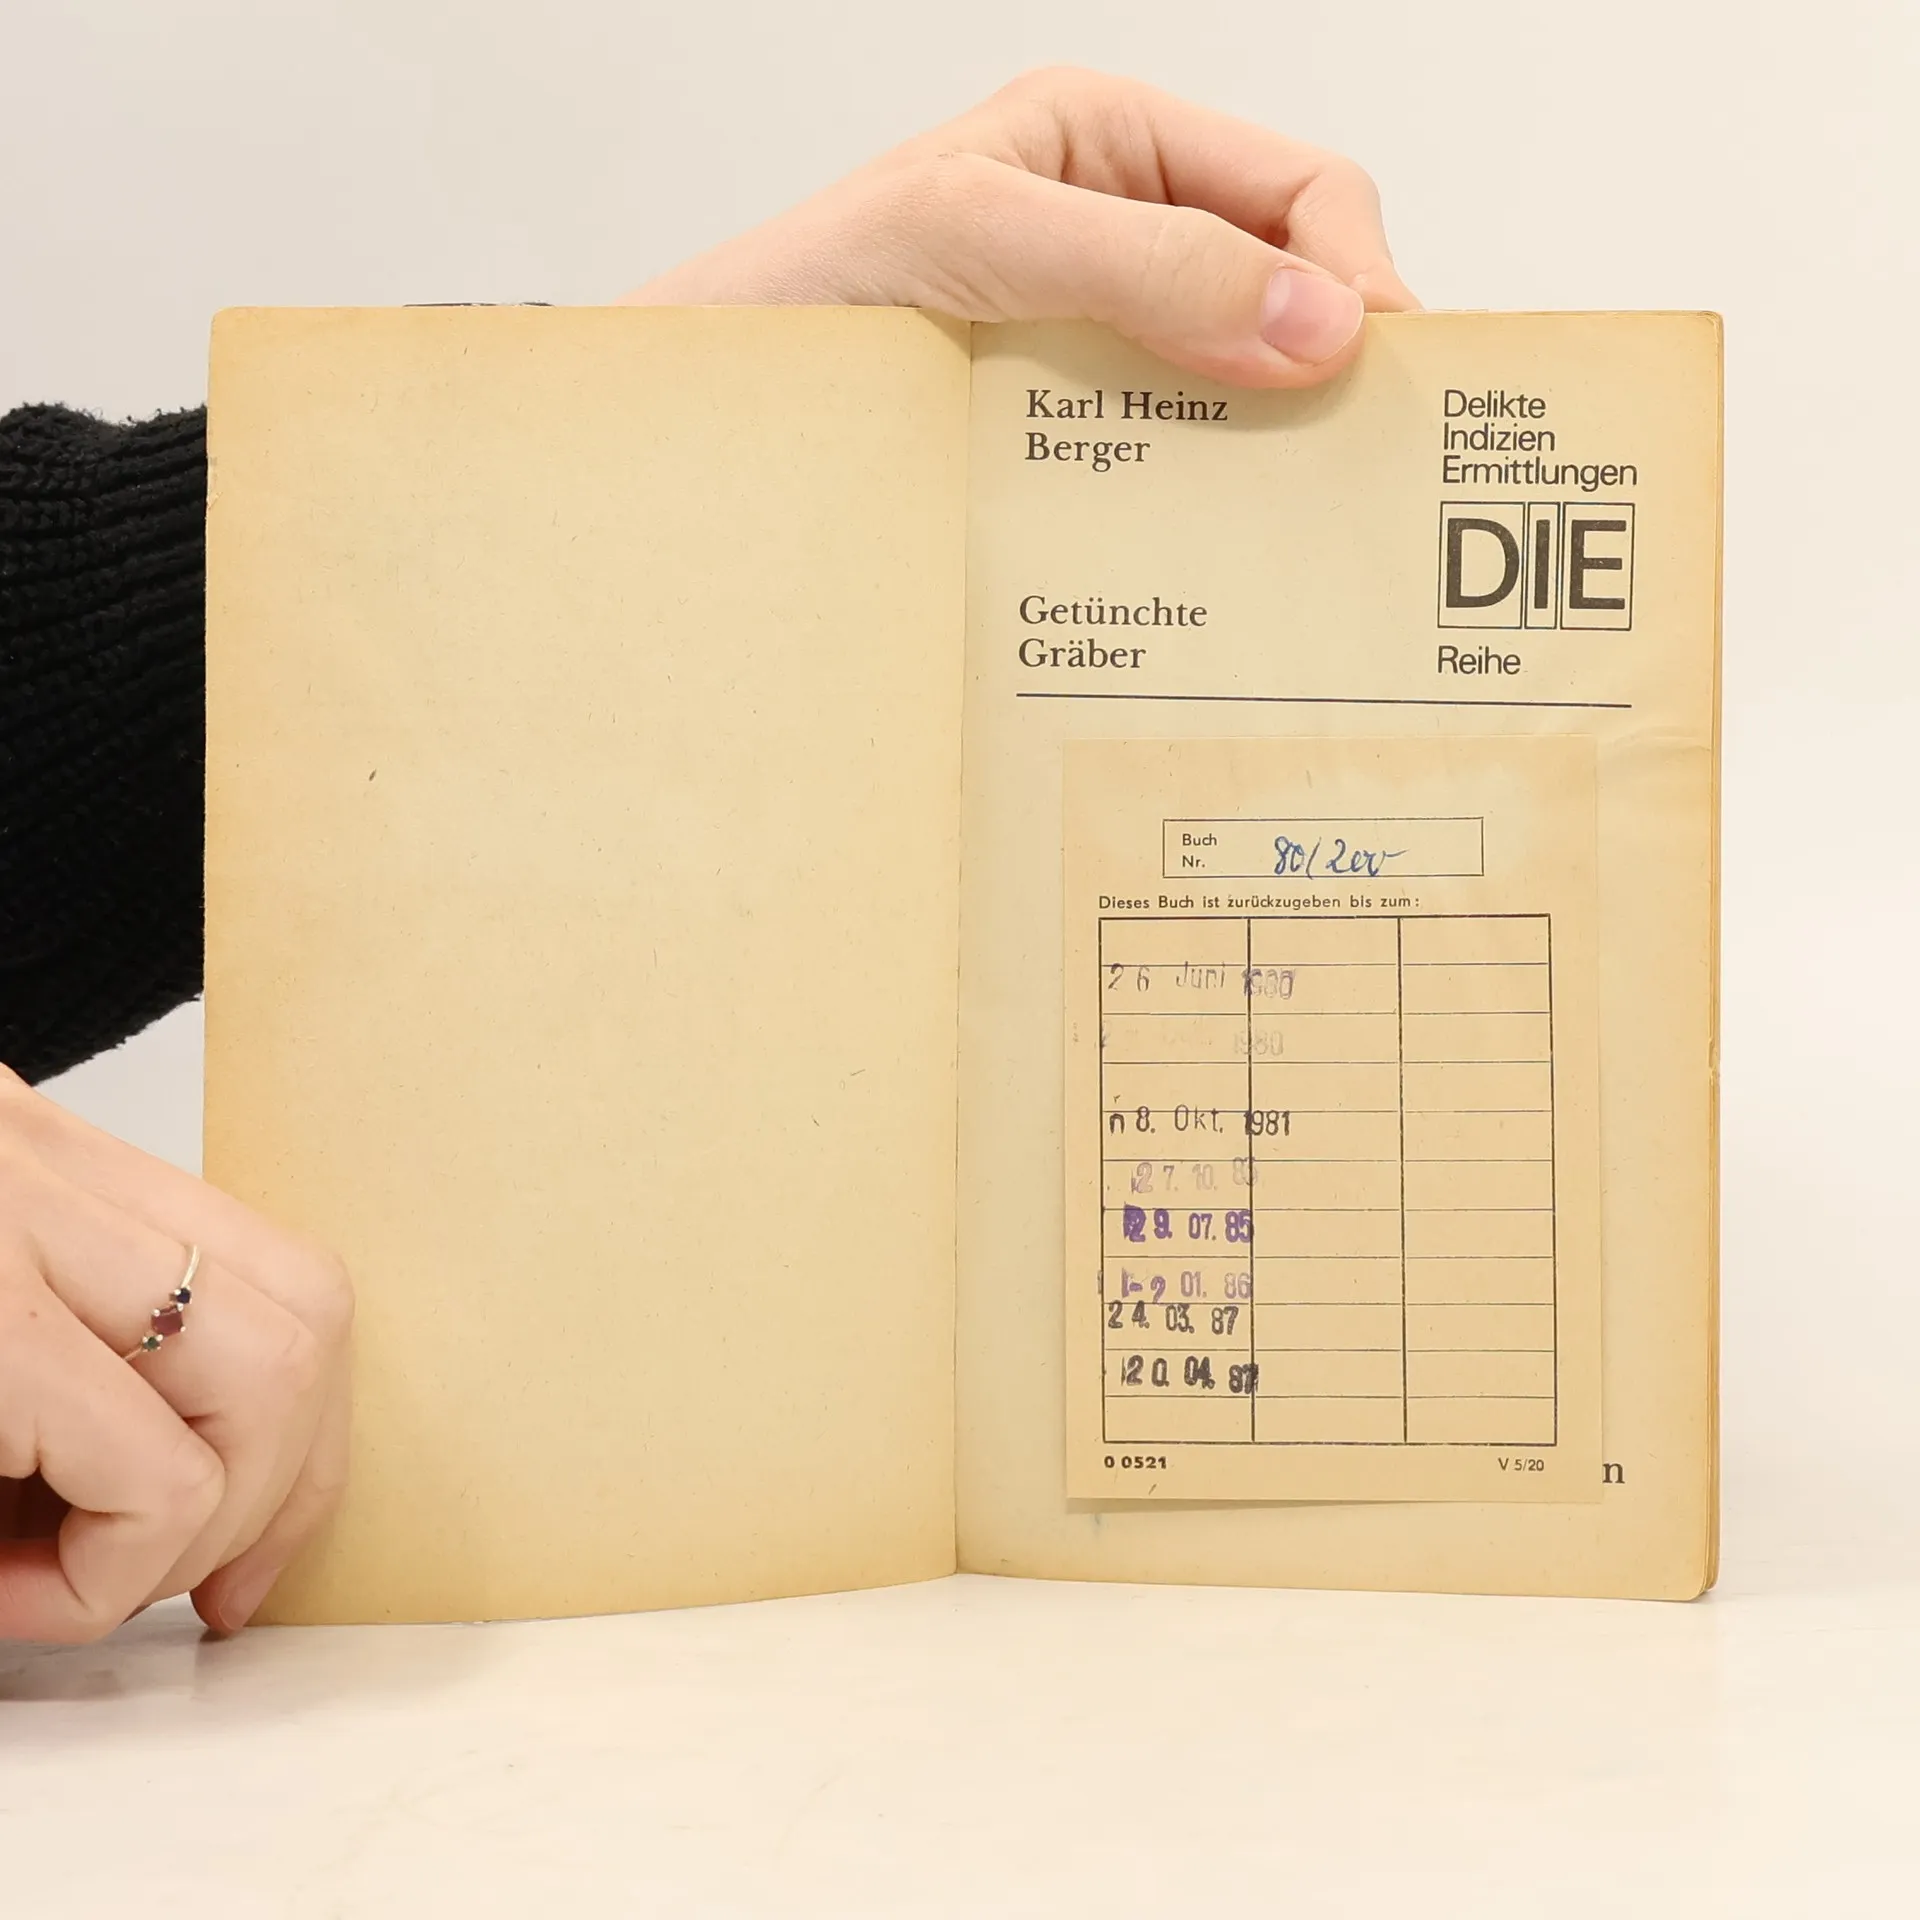 Karl Heinz
Berger
Getünchte
Gräber
Delikte
Indizien
Ermittlungen
DIE
Reihe
Buch
Nr. 80/200
Dieses Buch ist zurückzugeben bis zum:
26 Juni 1980
1980
8. Okt. 1981
27. 10.
29. 07. 85
01. 86
24. 03. 87
20. 04. 87
0 0521
V 5/20
n